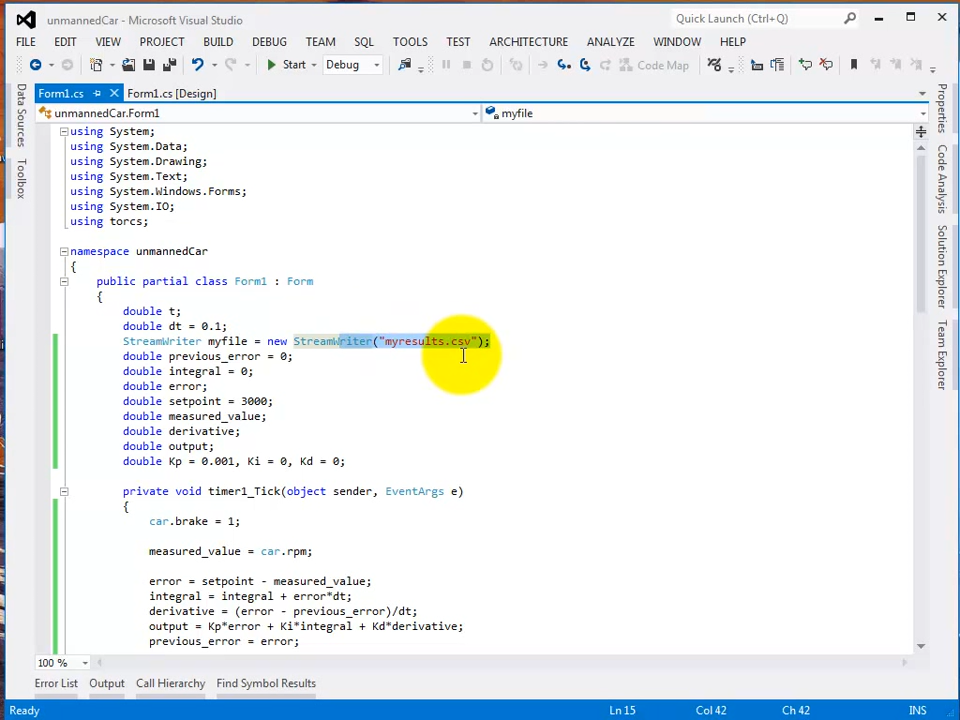 unmannedCar - Microsoft Visual Studio
Quick Launch (Ctrl+Q)
FILE EDIT VIEW PROJECT BUILD DEBUG TEAM SQL TOOLS TEST ARCHITECTURE ANALYZE WINDOW HELP
Start Debug Code Map
Form1.cs Form1.cs [Design]
unmannedCar.Form1 myfile
Data Sources
Toolbox
Properties
Code Analysis
Solution Explorer
Team Explorer
using System;
using System.Data;
using System.Drawing;
using System.Text;
using System.Windows.Forms;
using System.IO;
using torcs;
namespace unmannedCar
{
public partial class Form1 : Form
{
double t;
double dt = 0.1;
StreamWriter myfile = new StreamWriter("myresults.csv");
double previous_error = 0;
double integral = 0;
double error;
double setpoint = 3000;
double measured_value;
double derivative;
double output;
double Kp = 0.001, Ki = 0, Kd = 0;
private void timer1_Tick(object sender, EventArgs e)
{
car.brake = 1;
measured_value = car.rpm;
error = setpoint - measured_value;
integral = integral + error*dt;
derivative = (error - previous_error)/dt;
output = Kp*error + Ki*integral + Kd*derivative;
previous_error = error;
100 %
Error List Output Call Hierarchy Find Symbol Results
Ready Ln 15 Col 42 Ch 42 INS